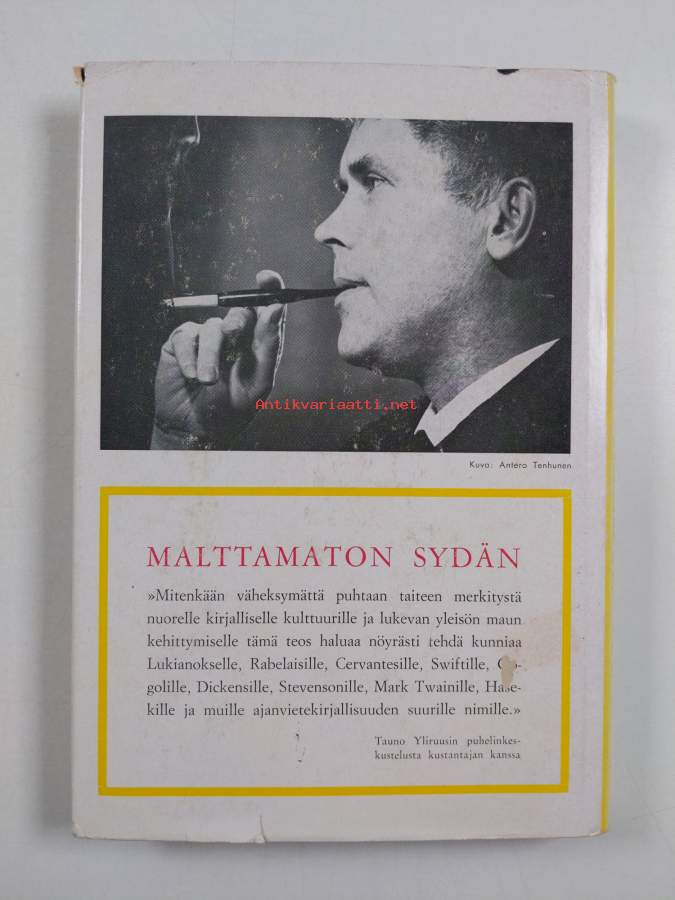 Antikvariaatti.net
Kuva: Antero Tenhunen
MALTTAMATON SYDÄN
»Mitenkään väheksymättä puhtaan taiteen merkitystä
nuorelle kirjalliselle kulttuurille ja lukevan yleisön maun
kehittymiselle tämä teos haluaa nöyrästi tehdä kunniaa
Lukianokselle, Rabelaisille, Cervantesille, Swiftille, Go-
golille, Dickensille, Stevensonille, Mark Twainille, Haše-
kille ja muille ajanvietekirjallisuuden suurille nimille.»
Tauno Yliruusin puhelinkes-
kustelusta kustantajan kanssa